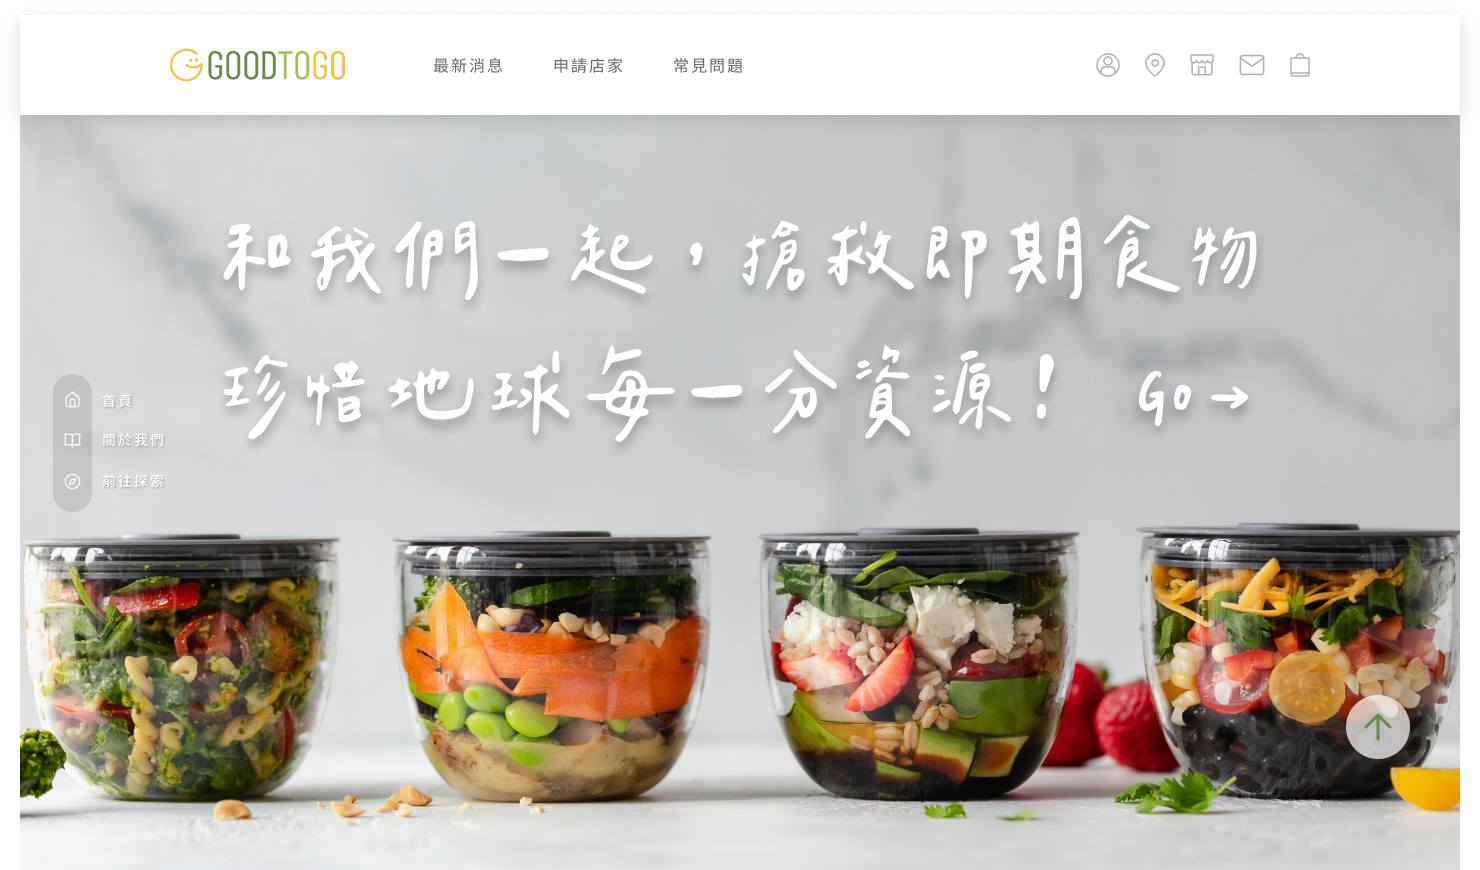 GOODTOGO
最新消息
申請店家
常見問題
和我們一起，搶救即期食物
珍惜地球每一分資源！ Go→
首頁
關於我們
前往探索